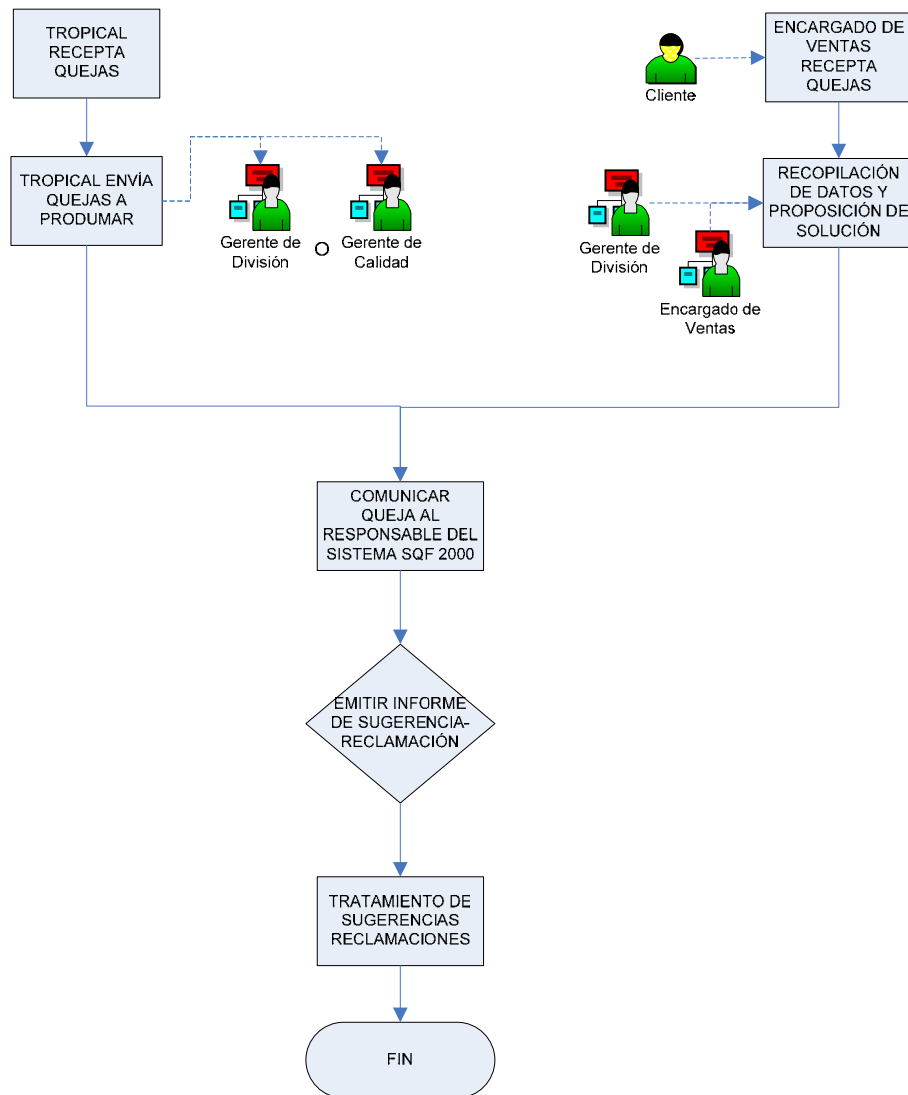 TROPICAL
RECEPTA
QUEJAS
ENCARGADO DE
VENTAS
RECEPTA
QUEJAS
Cliente
TROPICAL ENVÍA
QUEJAS A
PRODUMAR
Gerente de
División
O
Gerente de
Calidad
Gerente de
División
Encargado de
Ventas
RECOPILACIÓN
DE DATOS Y
PROPOSICIÓN DE
SOLUCIÓN
COMUNICAR
QUEJA AL
RESPONSABLE DEL
SISTEMA SQF 2000
EMITIR INFORME
DE SUGERENCIA-
RECLAMACIÓN
TRATAMIENTO DE
SUGERENCIAS
RECLAMACIONES
FIN